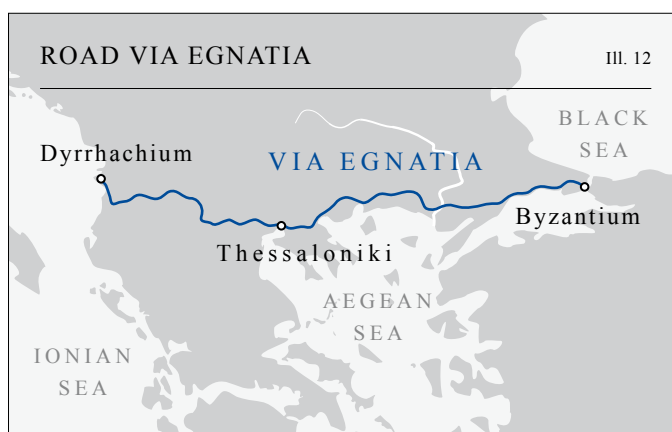 ROAD VIA EGNATIA
Ill. 12
BLACK
SEA
Dyrrhachium
VIA EGNATIA
Byzantium
Thessaloniki
AEGEAN
SEA
IONIAN
SEA